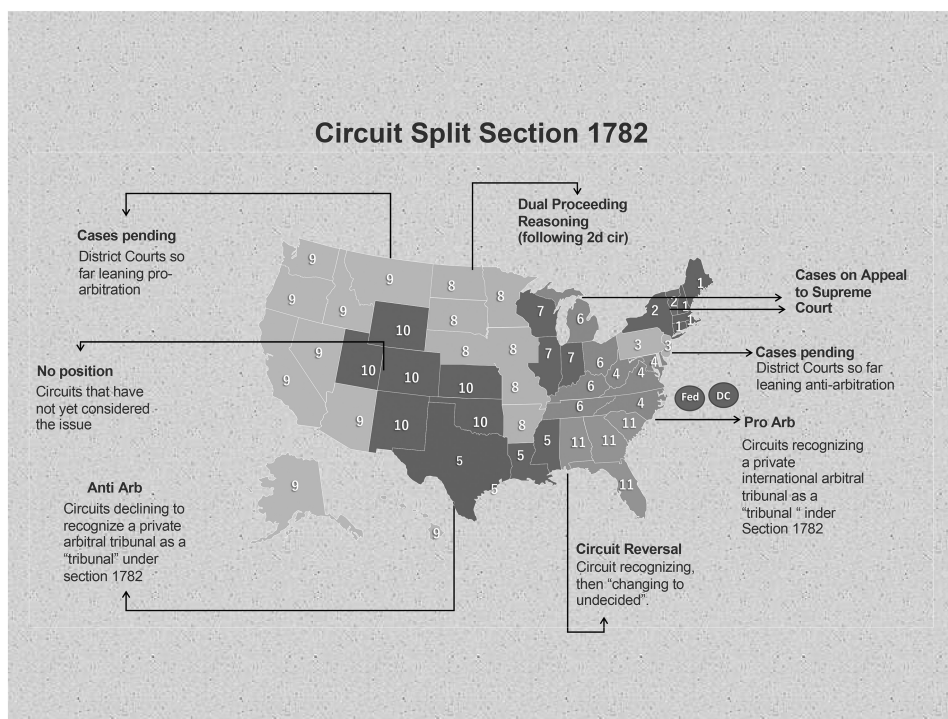 Circuit Split Section 1782
Cases pending
District Courts so
far leaning pro-
arbitration
Dual Proceeding
Reasoning
(following 2d cir)
Cases on Appeal
to Supreme
Court
Cases pending
District Courts so far
leaning anti-arbitration
No position
Circuits that have
not yet considered
the issue
Pro Arb
Circuits recognizing
a private
international arbitral
tribunal as a
“tribunal “ inder
Section 1782
Anti Arb
Circuits declining to
recognize a private
arbitral tribunal as a
“tribunal” under
section 1782
Circuit Reversal
Circuit recognizing,
then “changing to
undecided”.
Fed
DC
9
9
9
9
9
9
9
9
9
10
10
10
10
10
10
8
8
8
8
8
8
8
7
7
7
6
6
6
6
5
5
5
5
4
4
4
4
3
3
2
2
1
1
1
1
11
11
11
11